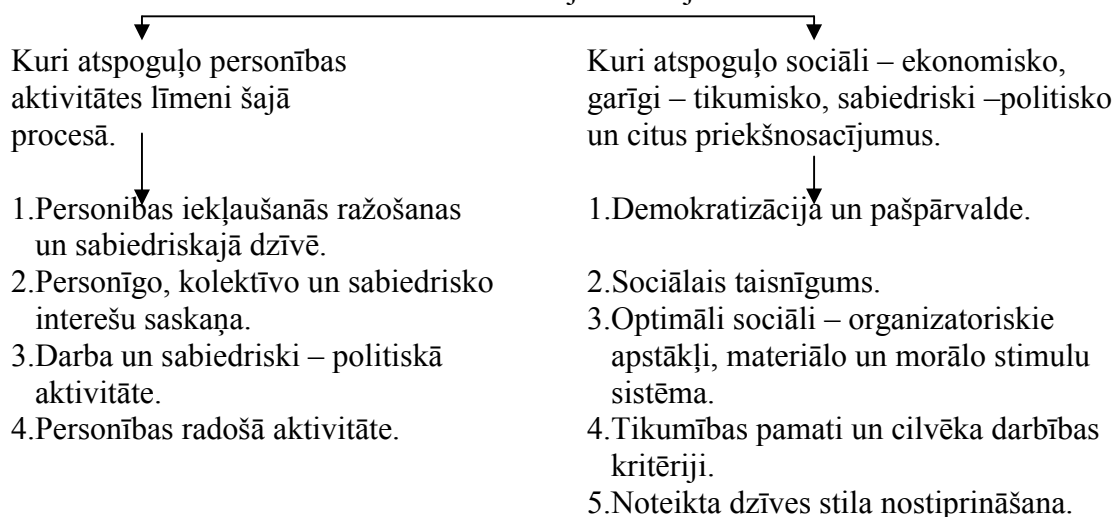 Kuri atspoguļo personības
aktivitātes līmeni šajā
procesā.
1.Personības iekļaušanās ražošanas
un sabiedriskajā dzīvē.
2.Personīgo, kolektīvo un sabiedrisko
interešu saskaņa.
3.Darba un sabiedriski – politiskā
aktivitāte.
4.Personības radošā aktivitāte.
Kuri atspoguļo sociāli – ekonomisko,
garīgi – tikumisko, sabiedriski –politisko
un citus priekšnosacījumus.
1.Demokratizācija un pašpārvalde.
2.Sociālais taisnīgums.
3.Optimāli sociāli – organizatoriskie
apstākļi, materiālo un morālo stimulu
sistēma.
4.Tikumības pamati un cilvēka darbības
kritēriji.
5.Noteikta dzīves stila nostiprināšana.